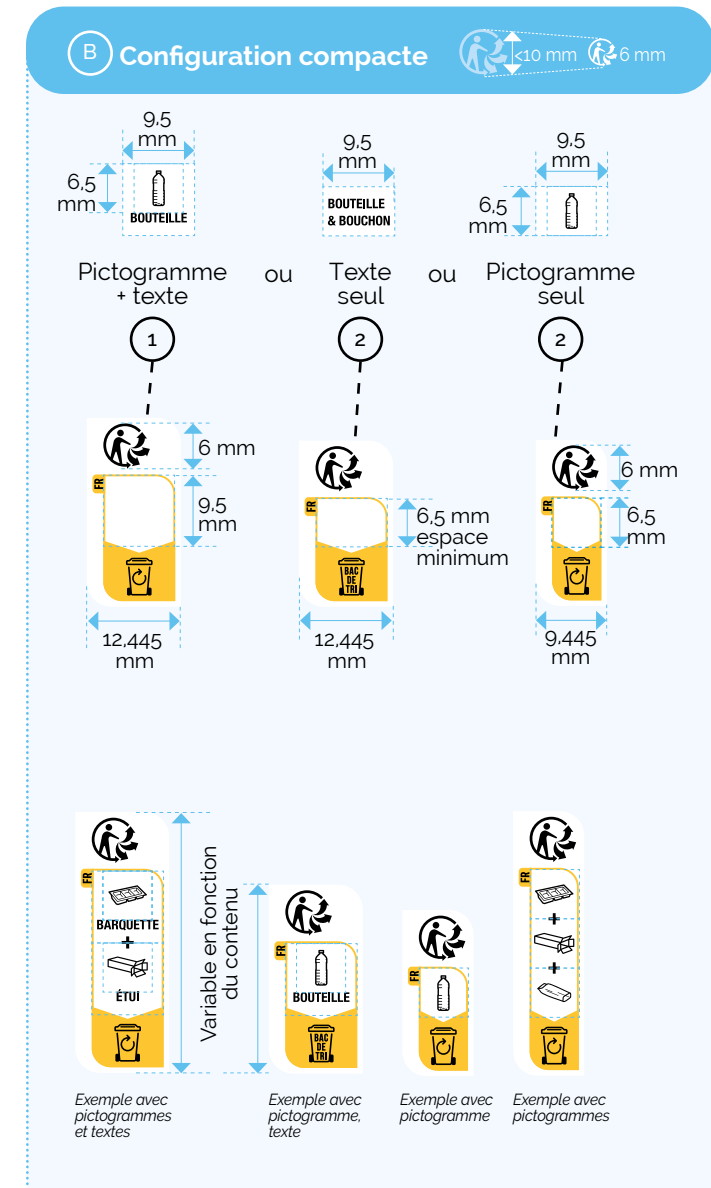 B Configuration compacte <10 mm 6 mm
9,5
mm
6,5
mm
BOUTEILLE
9,5
mm
BOUTEILLE
& BOUCHON
9,5
mm
6,5
mm
Pictogramme
+ texte
ou
Texte
seul
ou
Pictogramme
seul
1
2
2
6 mm
FR
9,5
mm
12,445
mm
FR
6,5 mm
espace
minimum
BAC
DE
TRI
12,445
mm
6 mm
FR
6,5
mm
9,445
mm
FR
BARQUETTE
+
ÉTUI
Variable en fonction
du contenu
FR
BOUTEILLE
BAC
DE
TRI
FR
FR
+
+
Exemple avec
pictogrammes
et textes
Exemple avec
pictogramme,
texte
Exemple avec
pictogramme
Exemple avec
pictogrammes